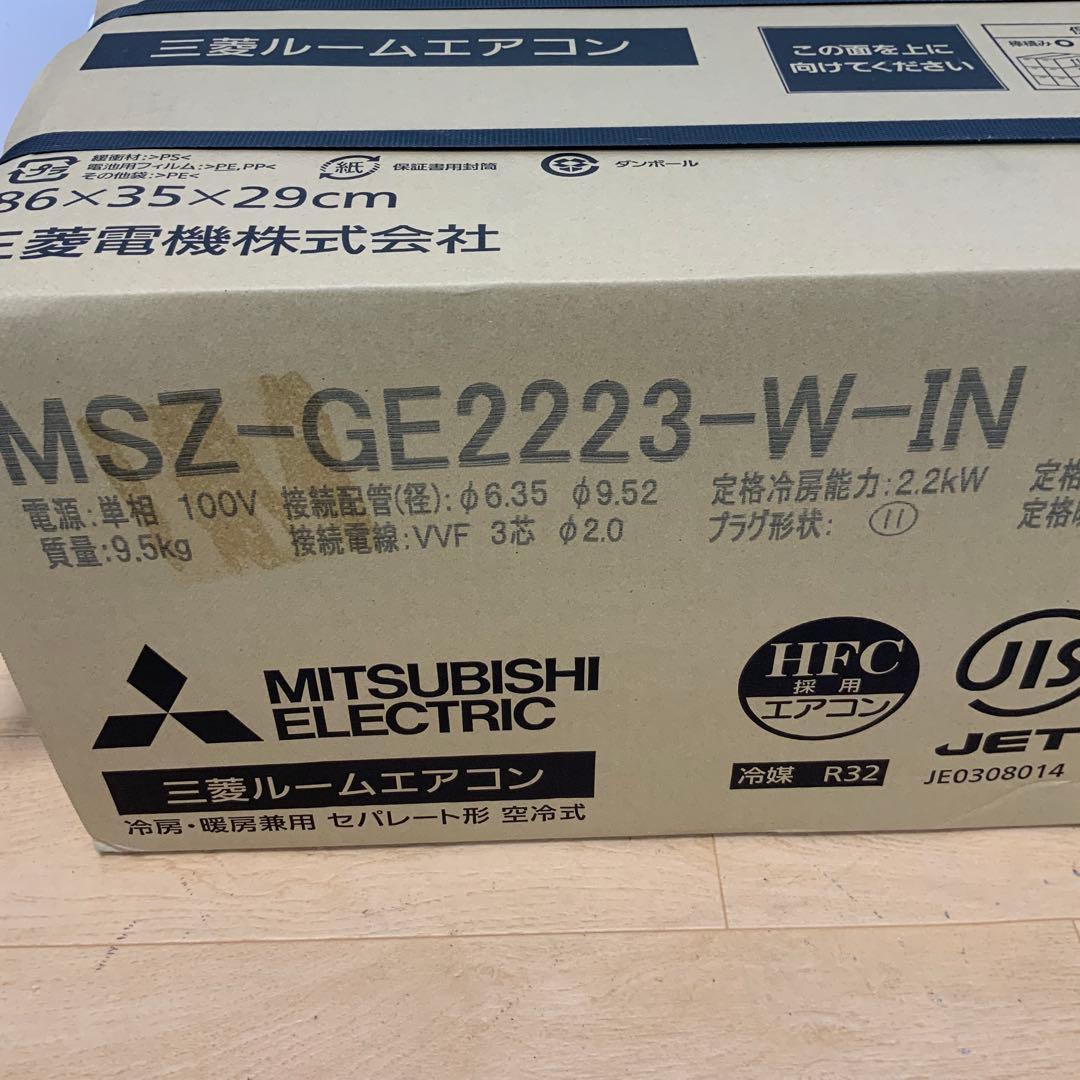 三菱ルームエアコン
この面を上に
向けてください
棒積み
緩衝材:>PS<
電池用フィルム:>PE,PP<
その他袋:>PE<
紙
保証書用封筒
ダンボール
86×35×29cm
三菱電機株式会社
MSZ-GE2223-W-IN
電源:単相 100V 接続配管(径):φ6.35 φ9.52 定格冷房能力:2.2kW 定格
質量:9.5kg 接続電線:VVF 3芯 φ2.0 プラグ形状: 定格
MITSUBISHI
ELECTRIC
三菱ルームエアコン
冷房・暖房兼用 セパレート形 空冷式
HFC
採用
エアコン
冷媒 R32
JIS
JET
JE0308014